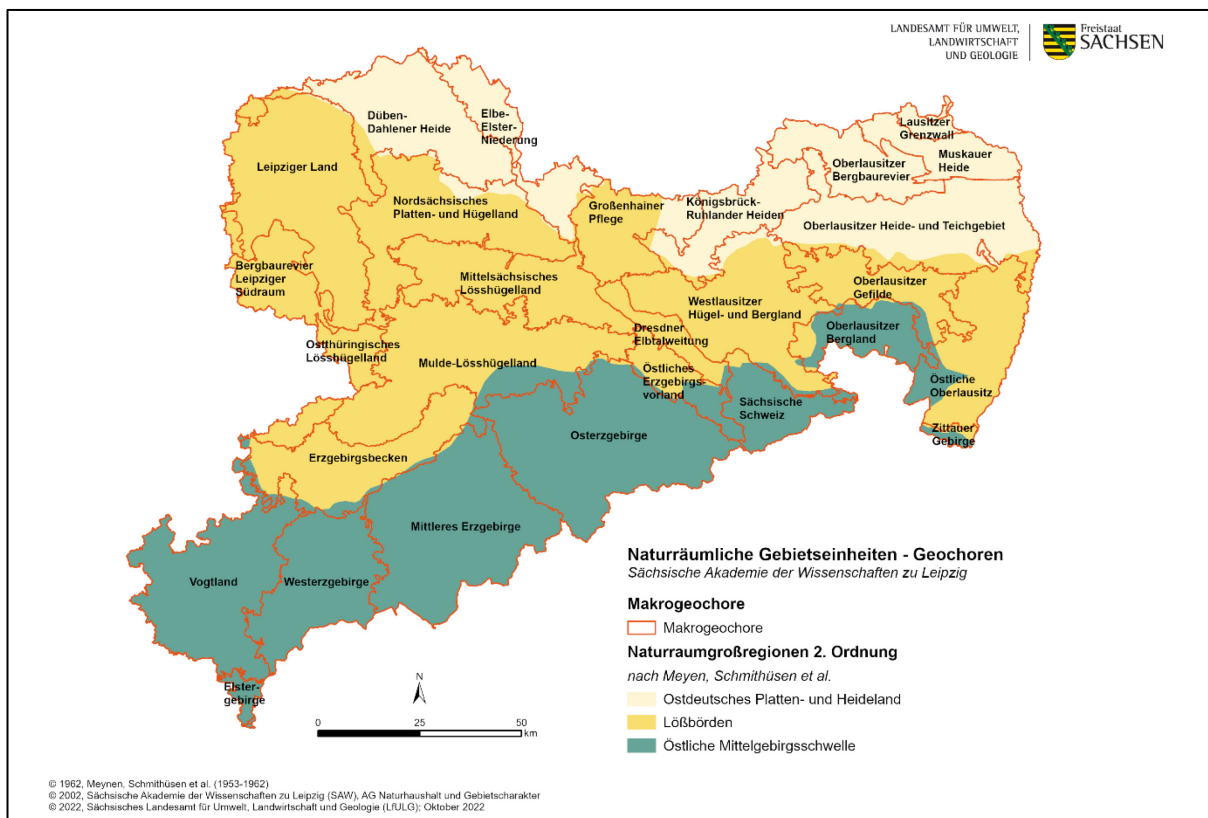 LANDESAMT FÜR UMWELT,
LANDWIRTSCHAFT
UND GEOLOGIE
Freistaat
SACHSEN
Düben-
Dahlener Heide
Elbe-
Elster-
Niederung
Lausitzer
Grenzwall
Muskauer
Heide
Oberlausitzer
Bergbaurevier
Leipziger Land
Nordsächsisches
Platten- und Hügelland
Großenhainer
Pflege
Königsbrück-
Ruhlander Heiden
Oberlausitzer Heide- und Teichgebiet
Bergbaurevier
Leipziger
Südraum
Mittelsächsisches
Lösshügelland
Oberlausitzer
Gefilde
Westlausitzer
Hügel- und Bergland
Dresdner
Elbtalweitung
Oberlausitzer
Bergland
Ostthüringisches
Lösshügelland
Mulde-Lösshügelland
Östliches
Erzgebirgs-
vorland
Sächsische
Schweiz
Östliche
Oberlausitz
Zittauer
Gebirge
Osterzgebirge
Erzgebirgsbecken
Mittleres Erzgebirge
Vogtland
Westerzgebirge
Elster-
gebirge
N
0 25 50
km
Naturräumliche Gebietseinheiten - Geochoren
Sächsische Akademie der Wissenschaften zu Leipzig
Makrogeochore
Makrogeochore
Naturraumgroßregionen 2. Ordnung
nach Meyen, Schmithüsen et al.
Ostdeutsches Platten- und Heideland
Lößbörden
Östliche Mittelgebirgsschwelle
© 1962, Meynen, Schmithüsen et al. (1953-1962)
© 2002, Sächsische Akademie der Wissenschaften zu Leipzig (SAW), AG Naturhaushalt und Gebietscharakter
© 2022, Sächsisches Landesamt für Umwelt, Landwirtschaft und Geologie (LfULG); Oktober 2022